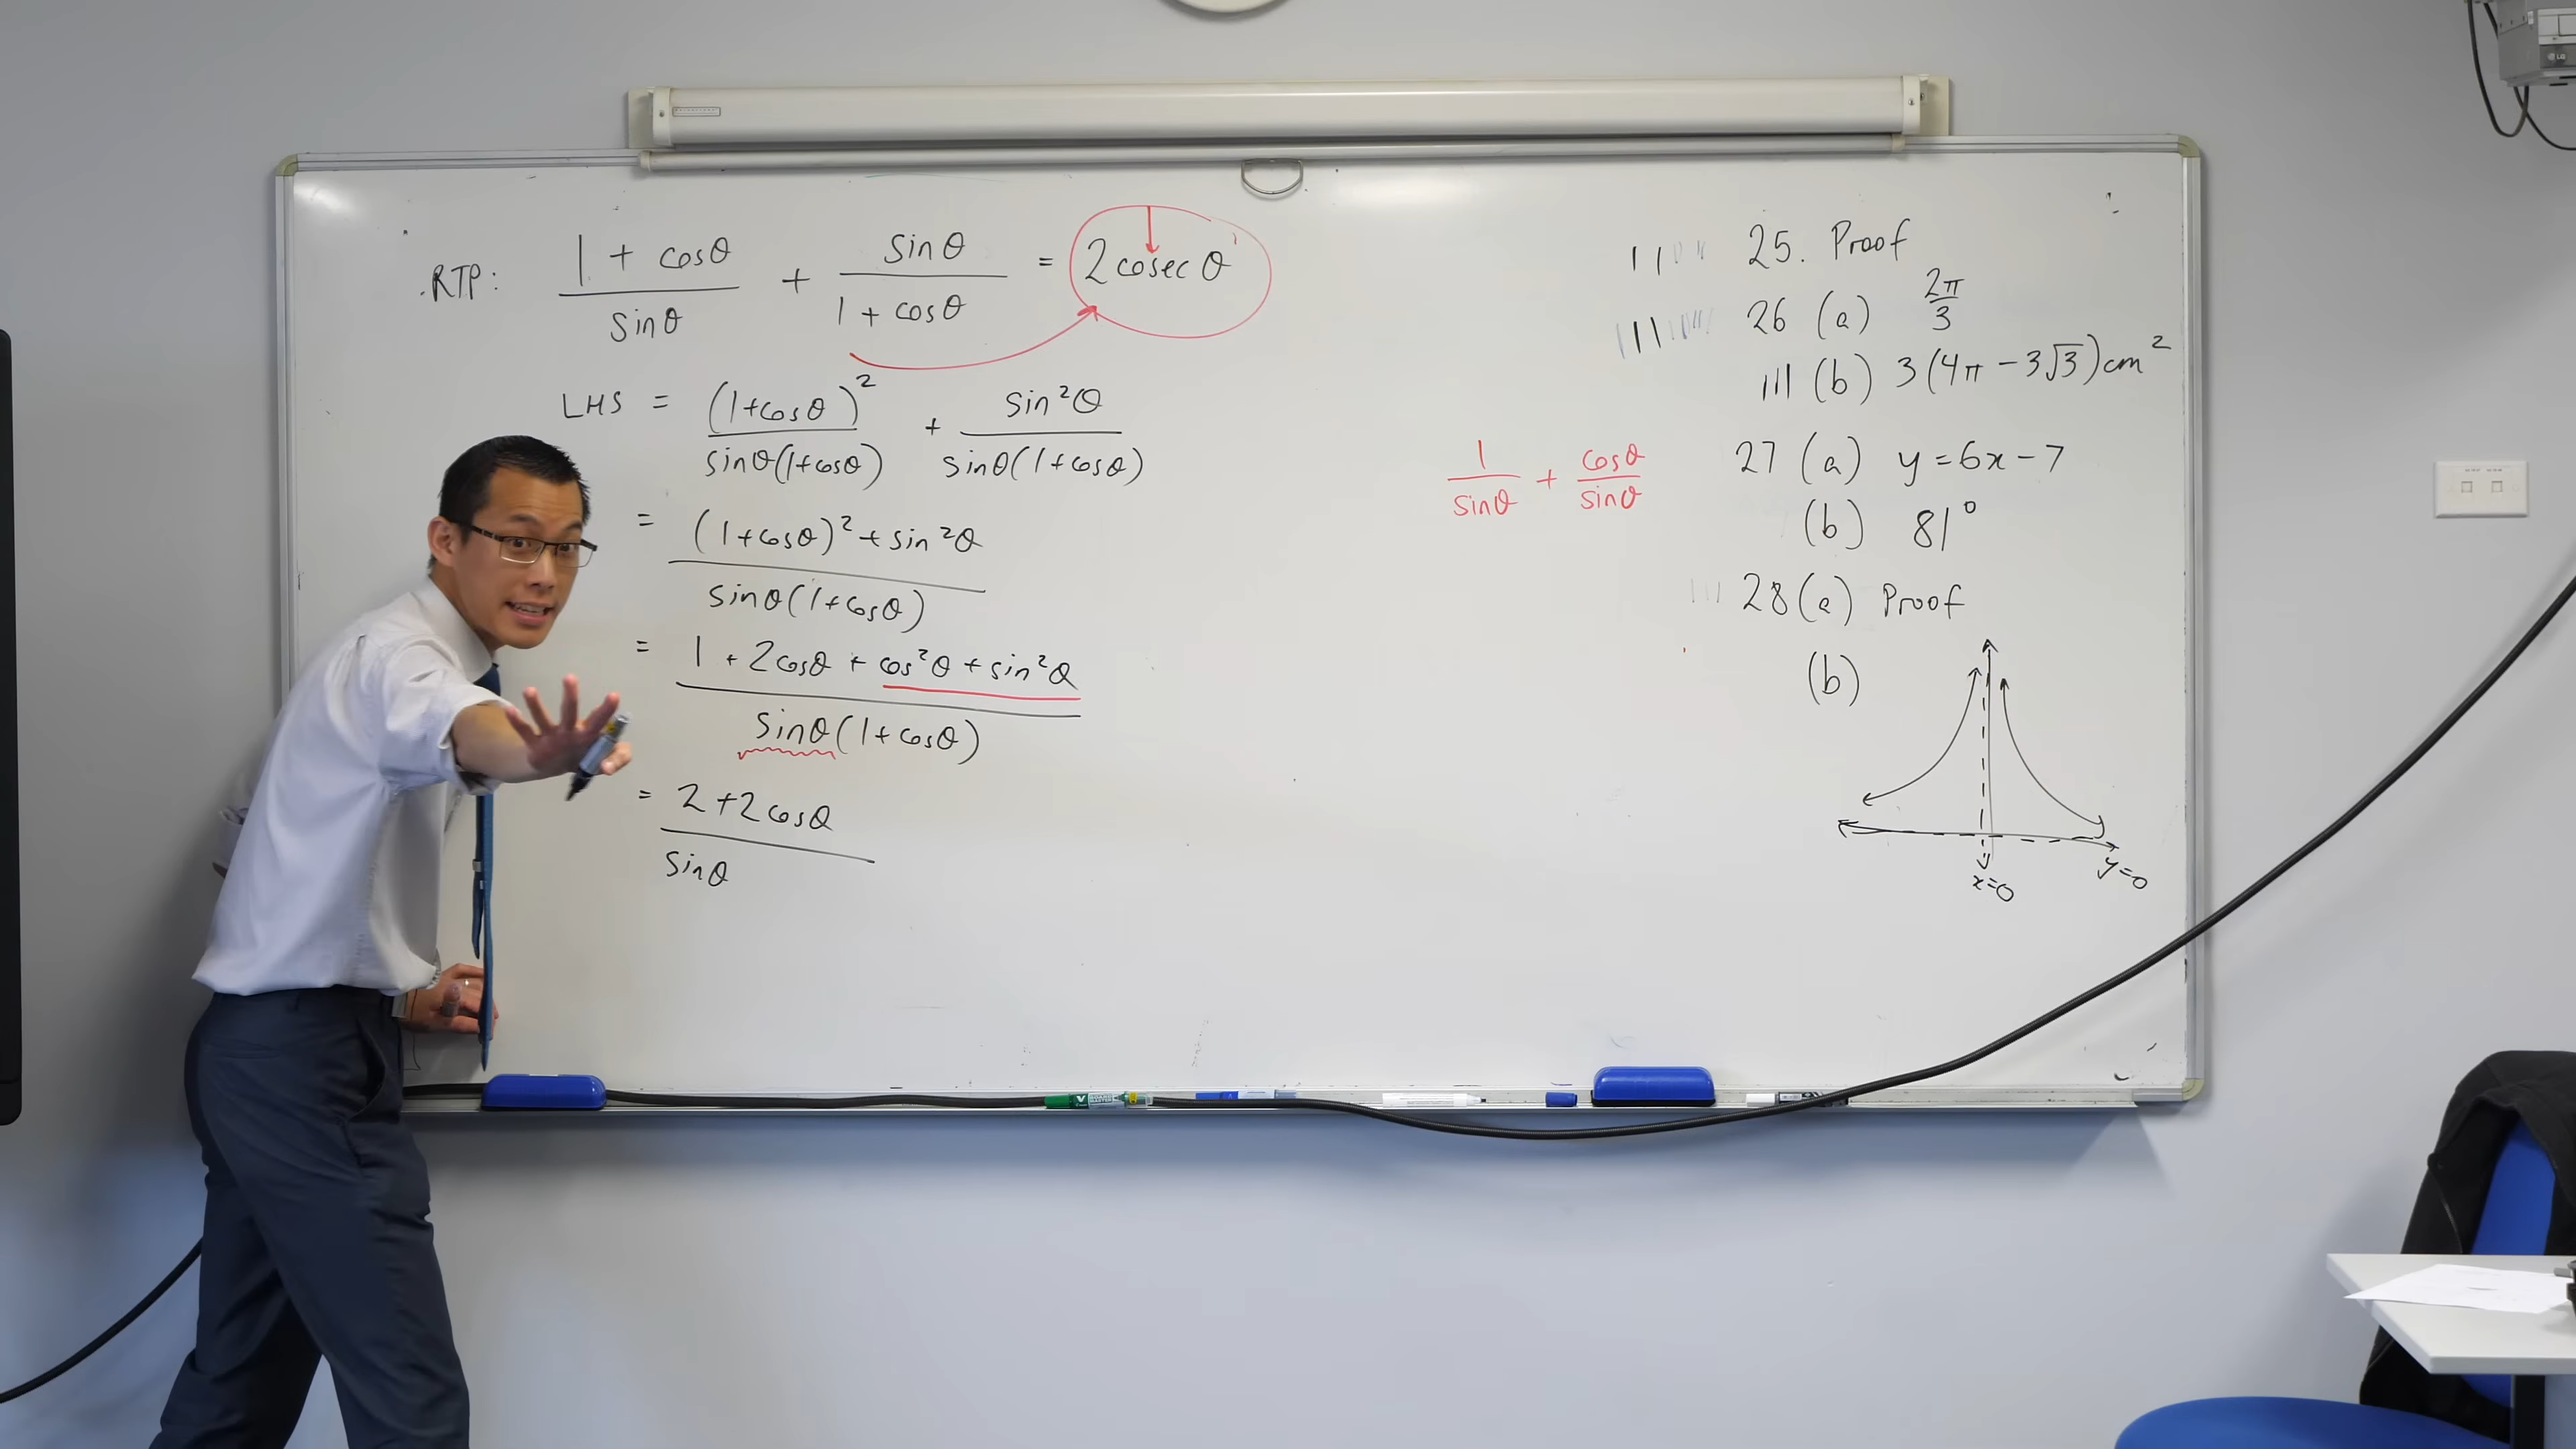 RTP: (1 + cosθ)/(sinθ) + (sinθ)/(1 + cosθ) = 2 cosec θ
LHS = (1+cosθ)²/(sinθ(1+cosθ)) + sin²θ/(sinθ(1+cosθ))
= ((1+cosθ)² + sin²θ)/(sinθ(1+cosθ))
= (1 + 2cosθ + cos²θ + sin²θ)/(sinθ(1+cosθ))
= (2 + 2cosθ)/(sinθ
1/sinθ + cosθ/sinθ
25. Proof
26 (a) 2π/3
(b) 3(4π - 3√3) cm²
27 (a) y = 6x - 7
(b) 81°
28 (a) Proof
(b)
x=0
y=0